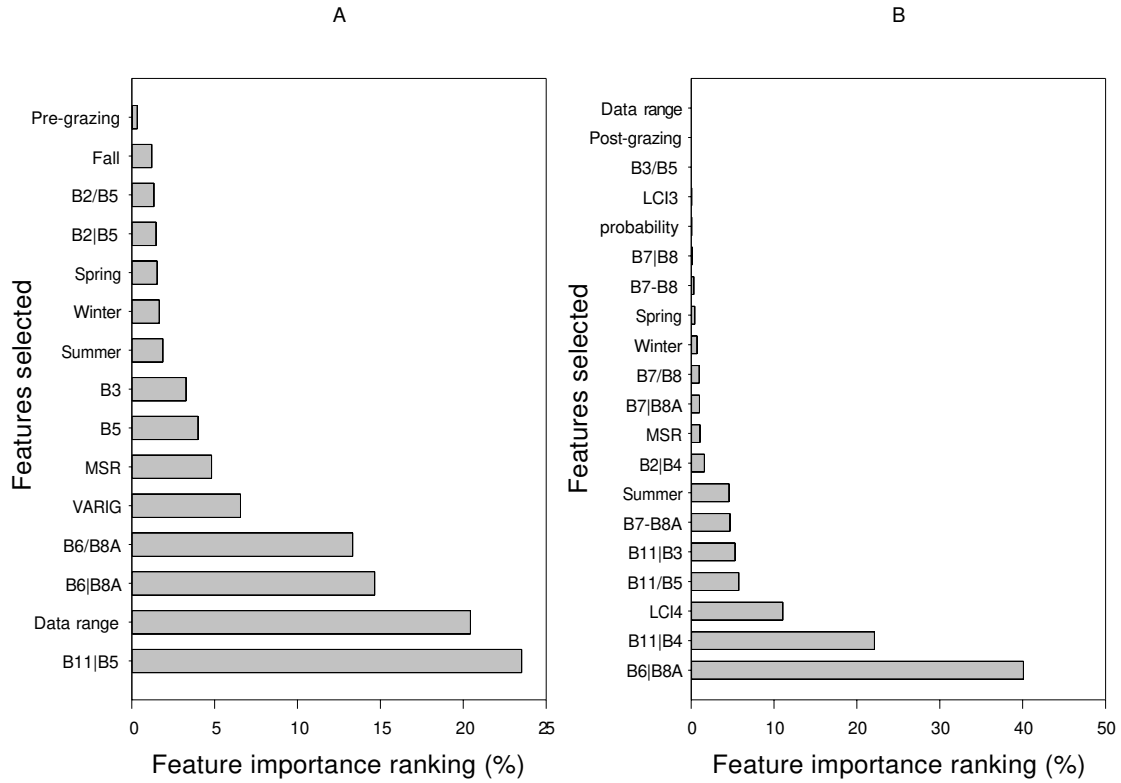 A
Features selected
Pre-grazing
Fall
B2/B5
B2|B5
Spring
Winter
Summer
B3
B5
MSR
VARIG
B6/B8A
B6|B8A
Data range
B11|B5
0 5 10 15 20 25
Feature importance ranking (%)
B
Features selected
Data range
Post-grazing
B3/B5
LCI3
probability
B7|B8
B7-B8
Spring
Winter
B7/B8
B7|B8A
MSR
B2|B4
Summer
B7-B8A
B11|B3
B11/B5
LCI4
B11|B4
B6|B8A
0 10 20 30 40 50
Feature importance ranking (%)